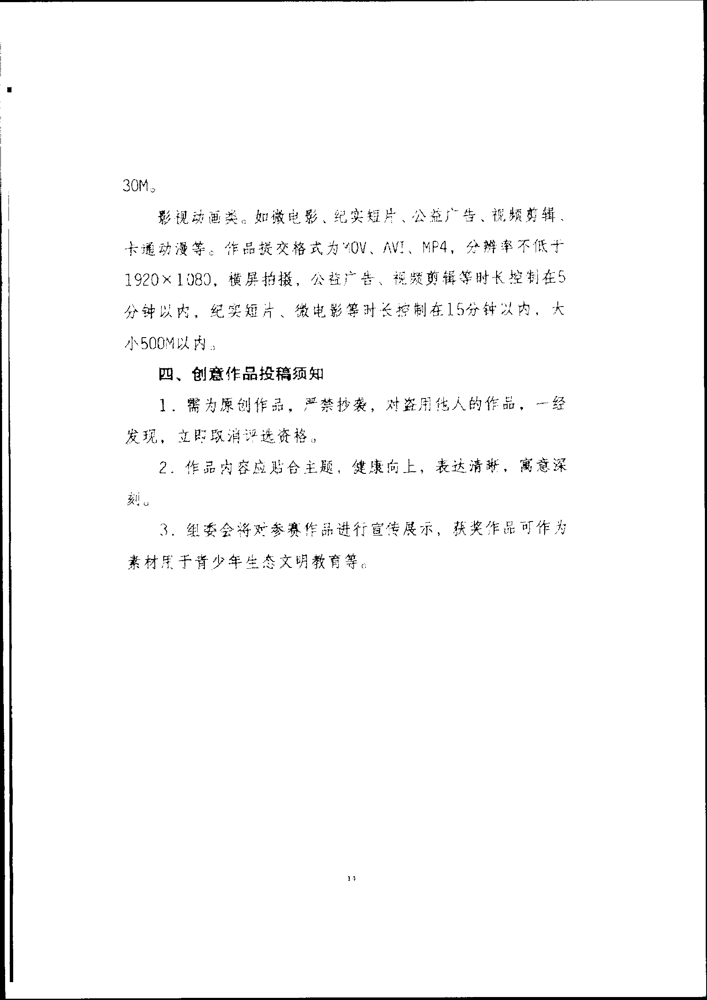 30M。
影视动画类。如微电影、纪实短片、公益广告、视频剪辑、
卡通动漫等。作品提交格式为MOV、AVI、MP4，分辨率不低于
1920×1080，横屏拍摄，公益广告、视频剪辑等时长控制在5
分钟以内，纪实短片、微电影等时长控制在15分钟以内，大
小500M以内。
四、创意作品投稿须知
1. 需为原创作品，严禁抄袭，对盗用他人的作品，一经
发现，立即取消评选资格。
2. 作品内容应贴合主题，健康向上，表达清晰，寓意深
刻。
3. 组委会将对参赛作品进行宣传展示，获奖作品可作为
素材用于青少年生态文明教育等。